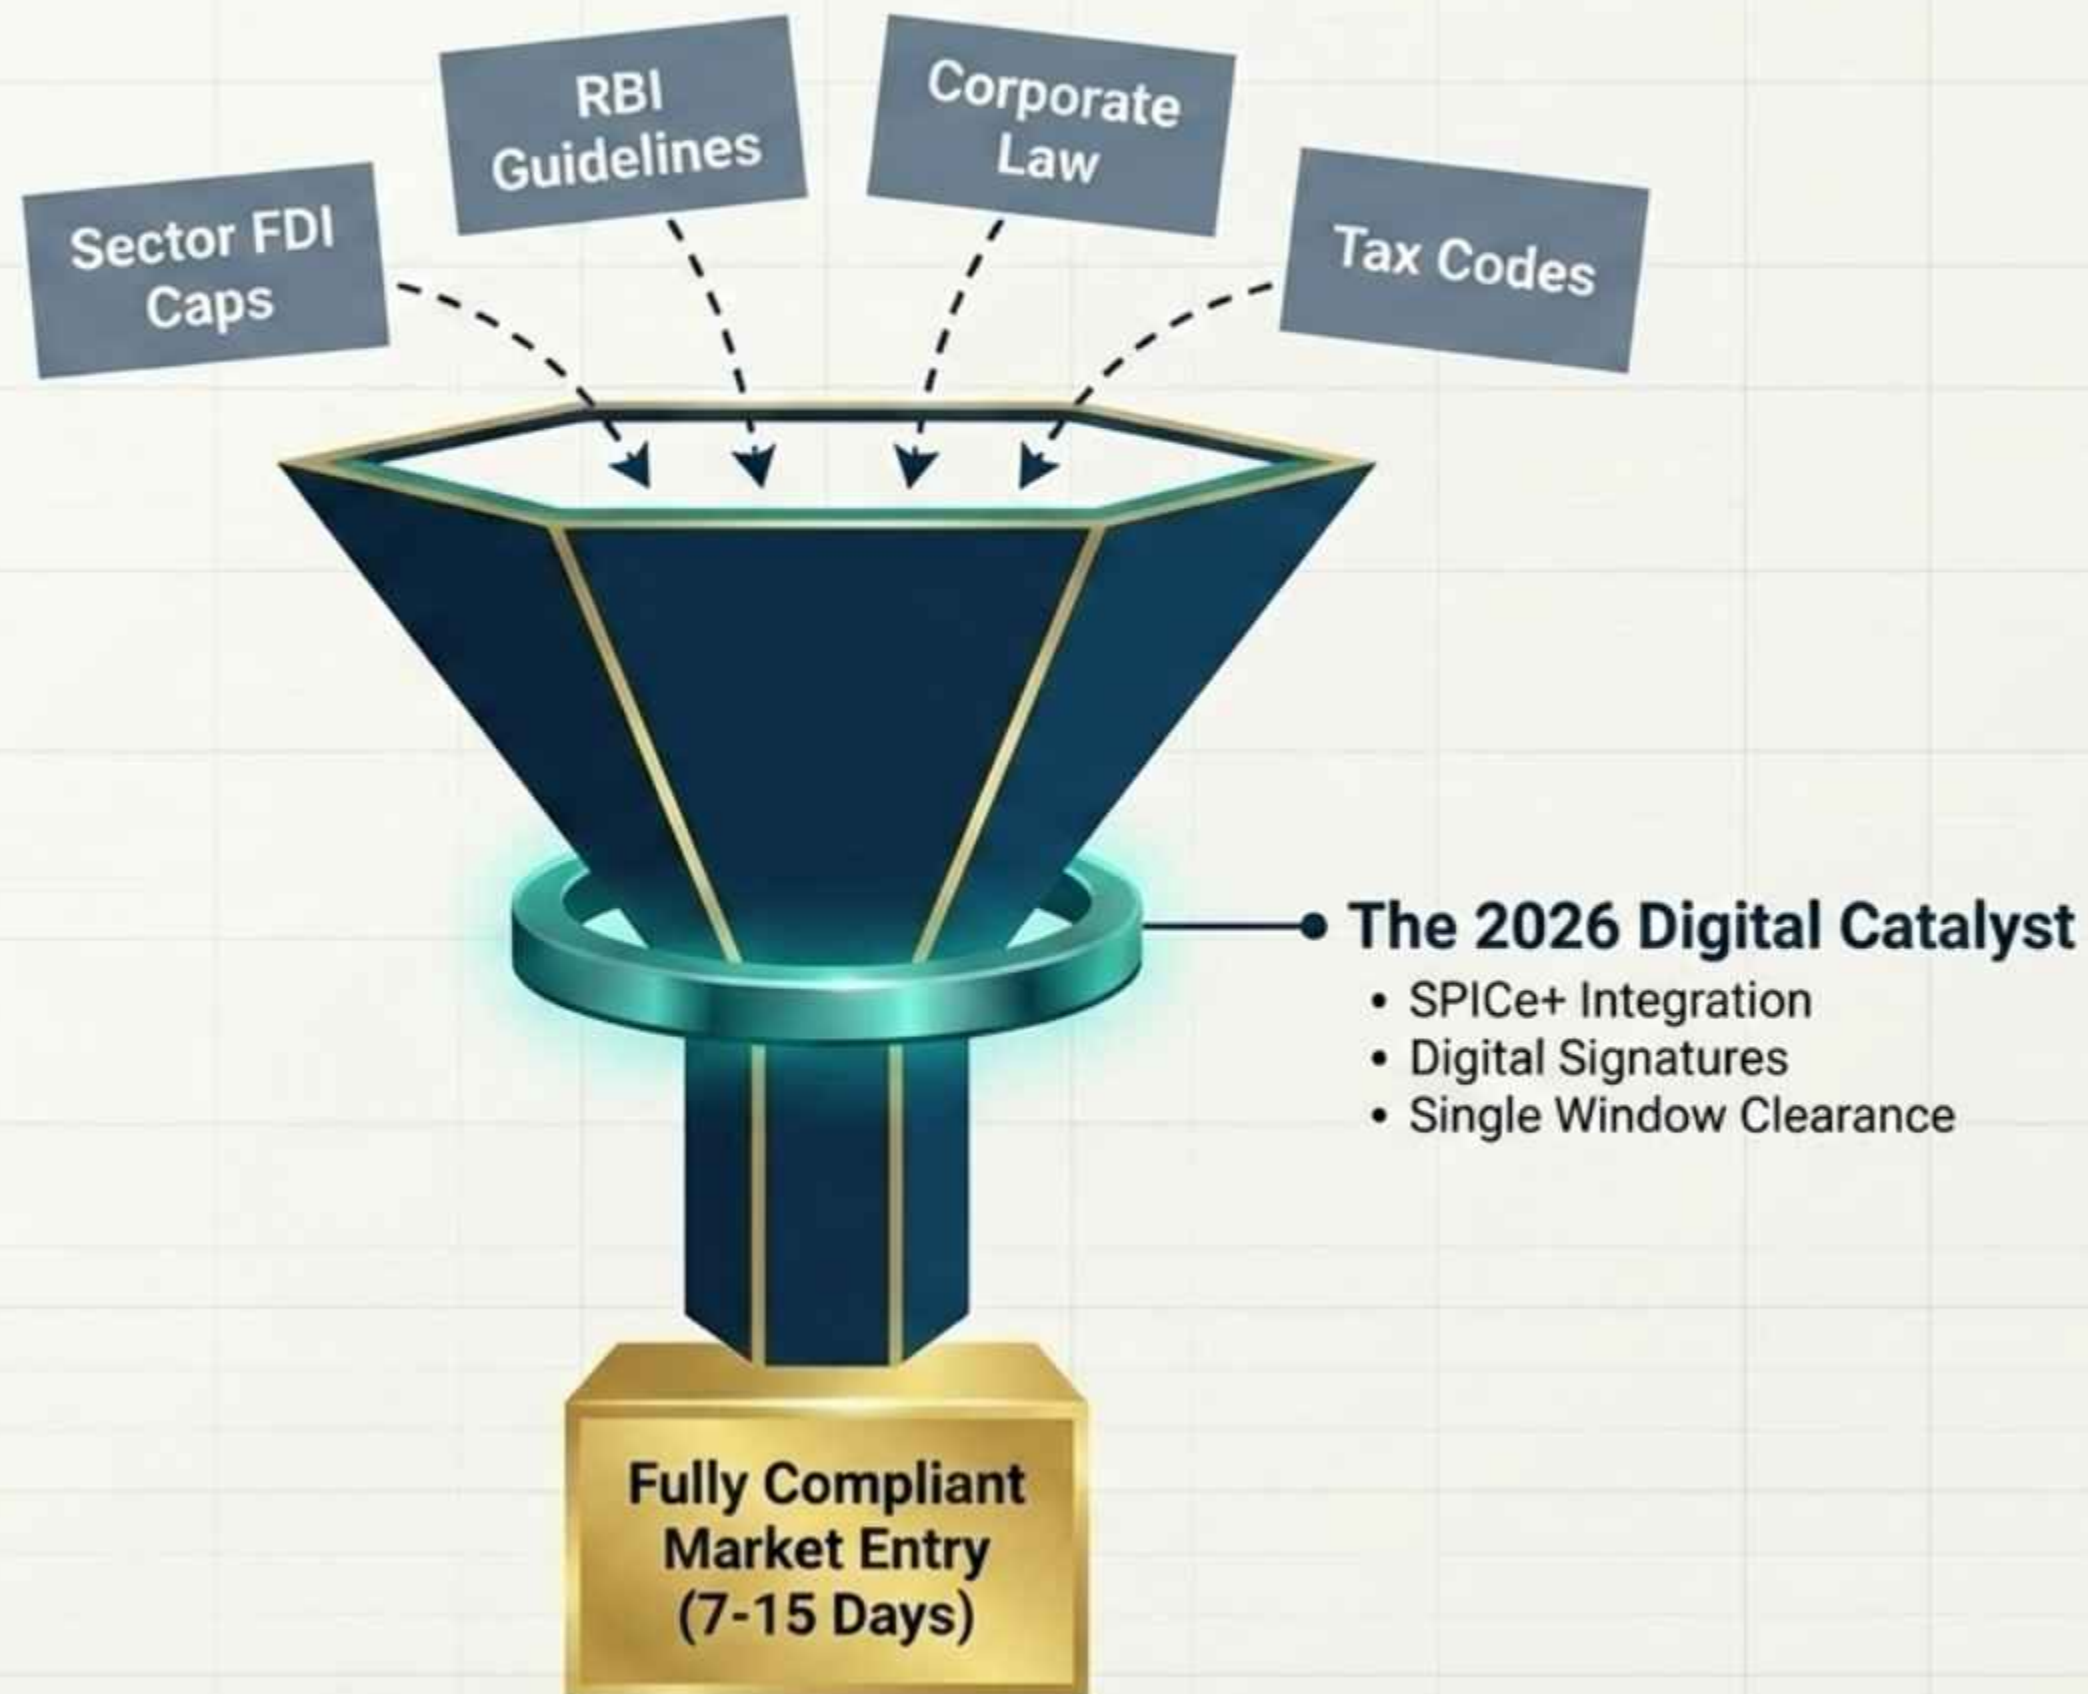 Sector FDI
Caps
RBI
Guidelines
Corporate
Law
Tax Codes
The 2026 Digital Catalyst
• SPICe+ Integration
• Digital Signatures
• Single Window Clearance
Fully Compliant
Market Entry
(7-15 Days)